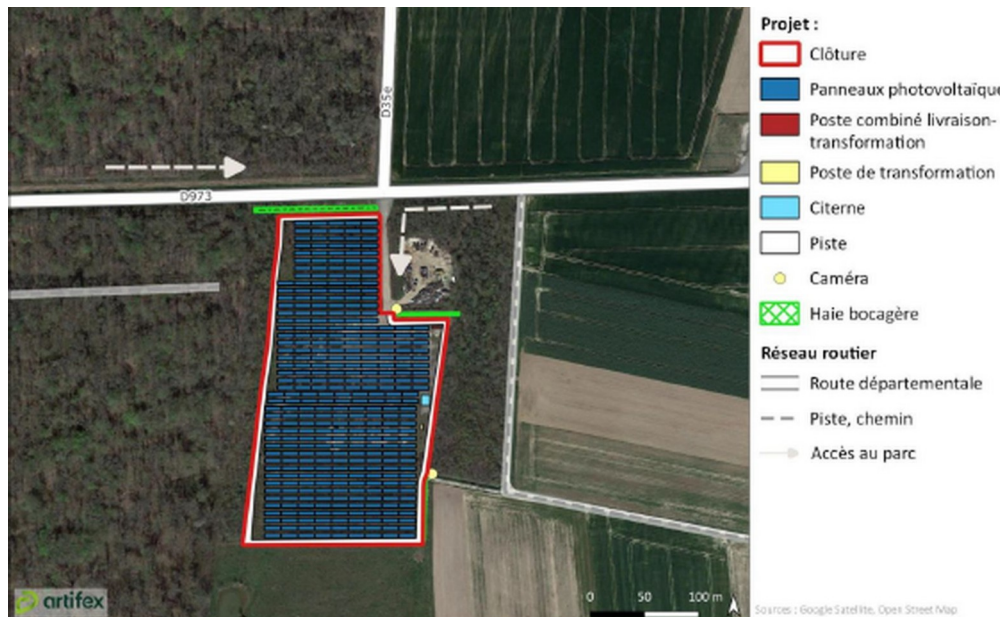 D35e
D973
artifex
0 50 100 m
Projet :
Clôture
Panneaux photovoltaïque
Poste combiné livraison-
transformation
Poste de transformation
Citerne
Piste
Caméra
Haie bocagère
Réseau routier
Route départementale
Piste, chemin
Accès au parc
Sources : Google Satellite, Open Street Map